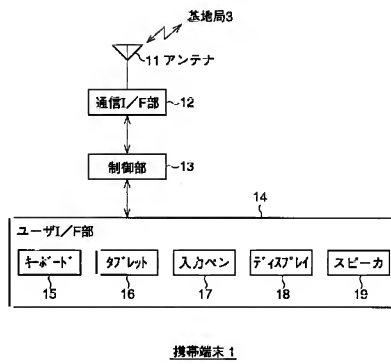 基地局3
11 アンテナ
通信I/F部 12
制御部 13
14
ユーザI/F部
ｷｰﾎﾞｰﾄﾞ ﾀﾌﾞﾚｯﾄ 入力ペン ﾃﾞｨｽﾌﾟﾚｲ スピーカ
15 16 17 18 19
携帯端末1